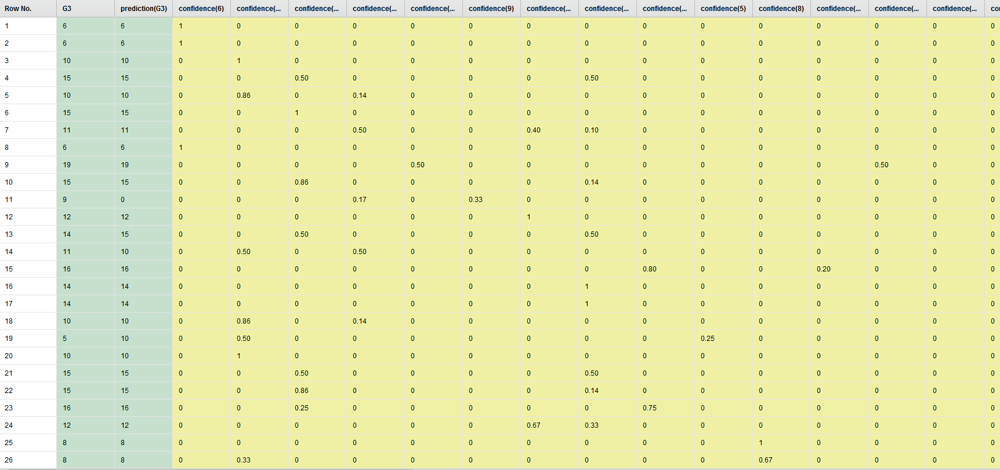 Row No. G3 prediction(G3) confidence(6) confidence(... confidence(... confidence(... confidence(... confidence(9) confidence(... confidence(... confidence(... confidence(5) confidence(8) confidence(... confidence(... confidence(... co
1 6 6 1 0 0 0 0 0 0 0 0 0 0 0 0 0 0
2 6 6 1 0 0 0 0 0 0 0 0 0 0 0 0 0 0
3 10 10 0 1 0 0 0 0 0 0 0 0 0 0 0 0 0
4 15 15 0 0 0.50 0 0 0 0 0.50 0 0 0 0 0 0 0
5 10 10 0 0.86 0 0.14 0 0 0 0 0 0 0 0 0 0 0
6 15 15 0 0 1 0 0 0 0 0 0 0 0 0 0 0 0
7 11 11 0 0 0 0.50 0 0 0.40 0.10 0 0 0 0 0 0 0
8 6 6 1 0 0 0 0 0 0 0 0 0 0 0 0 0 0
9 19 19 0 0 0 0 0.50 0 0 0 0 0 0 0 0.50 0 0
10 15 15 0 0 0.86 0 0 0 0 0.14 0 0 0 0 0 0 0
11 9 0 0 0 0 0.17 0 0.33 0 0 0 0 0 0 0 0 0
12 12 12 0 0 0 0 0 0 1 0 0 0 0 0 0 0 0
13 14 15 0 0 0.50 0 0 0 0 0.50 0 0 0 0 0 0 0
14 11 10 0 0.50 0 0.50 0 0 0 0 0 0 0 0 0 0 0
15 16 16 0 0 0 0 0 0 0 0 0.80 0 0 0.20 0 0 0
16 14 14 0 0 0 0 0 0 0 1 0 0 0 0 0 0 0
17 14 14 0 0 0 0 0 0 0 1 0 0 0 0 0 0 0
18 10 10 0 0.86 0 0.14 0 0 0 0 0 0 0 0 0 0 0
19 5 10 0 0.50 0 0 0 0 0 0 0 0.25 0 0 0 0 0
20 10 10 0 1 0 0 0 0 0 0 0 0 0 0 0 0 0
21 15 15 0 0 0.50 0 0 0 0 0.50 0 0 0 0 0 0 0
22 15 15 0 0 0.86 0 0 0 0 0.14 0 0 0 0 0 0 0
23 16 16 0 0 0.25 0 0 0 0 0 0.75 0 0 0 0 0 0
24 12 12 0 0 0 0 0 0 0.67 0.33 0 0 0 0 0 0 0
25 8 8 0 0 0 0 0 0 0 0 0 0 1 0 0 0 0
26 8 8 0 0.33 0 0 0 0 0 0 0 0 0.67 0 0 0 0